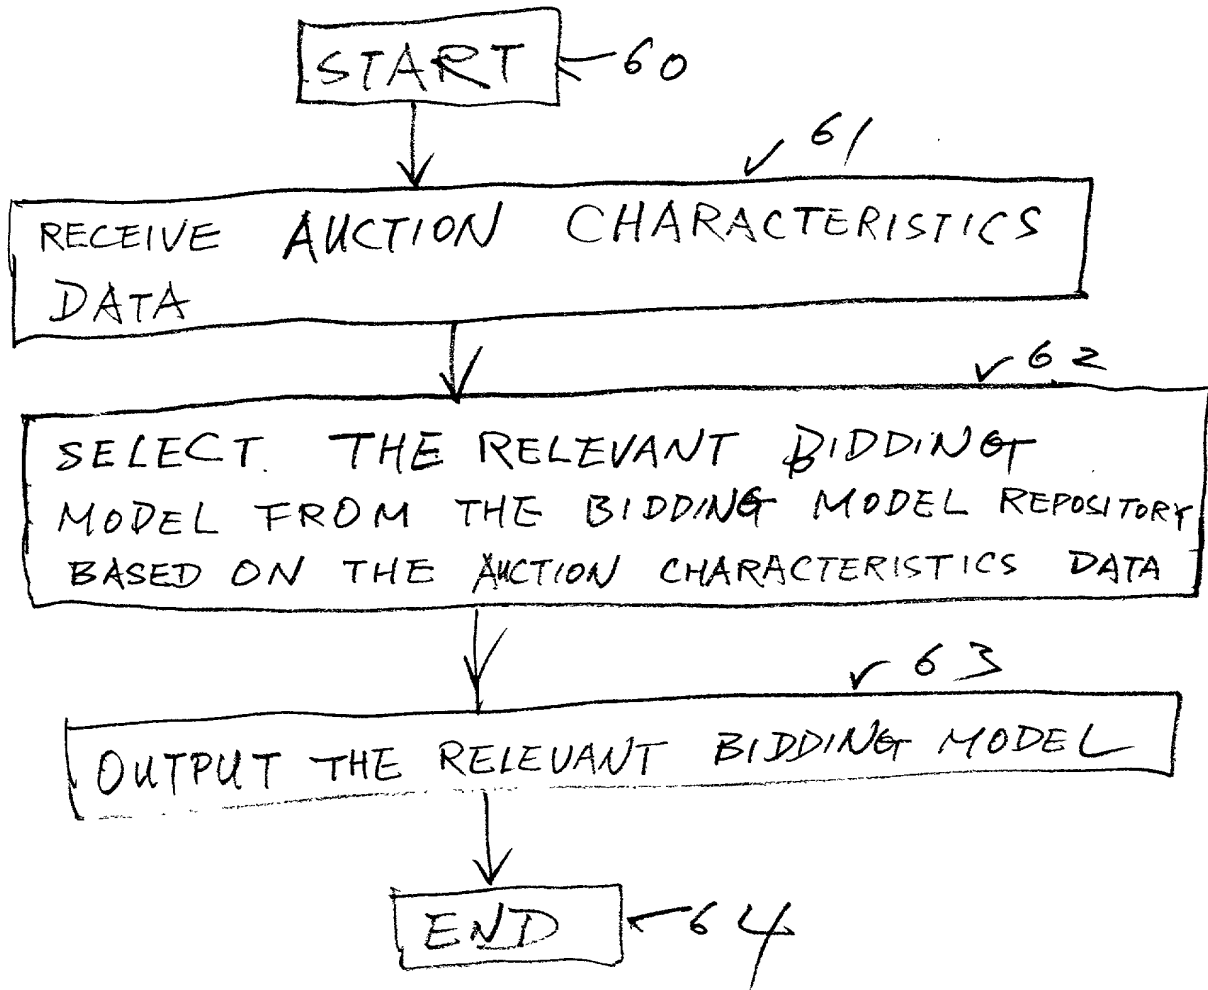 START 60
61
RECEIVE AUCTION CHARACTERISTICS
DATA
62
SELECT. THE RELEVANT BIDDING
MODEL FROM THE BIDDING MODEL REPOSITORY
BASED ON THE AUCTION CHARACTERISTICS DATA
63
OUTPUT THE RELEVANT BIDDING MODEL
END 64